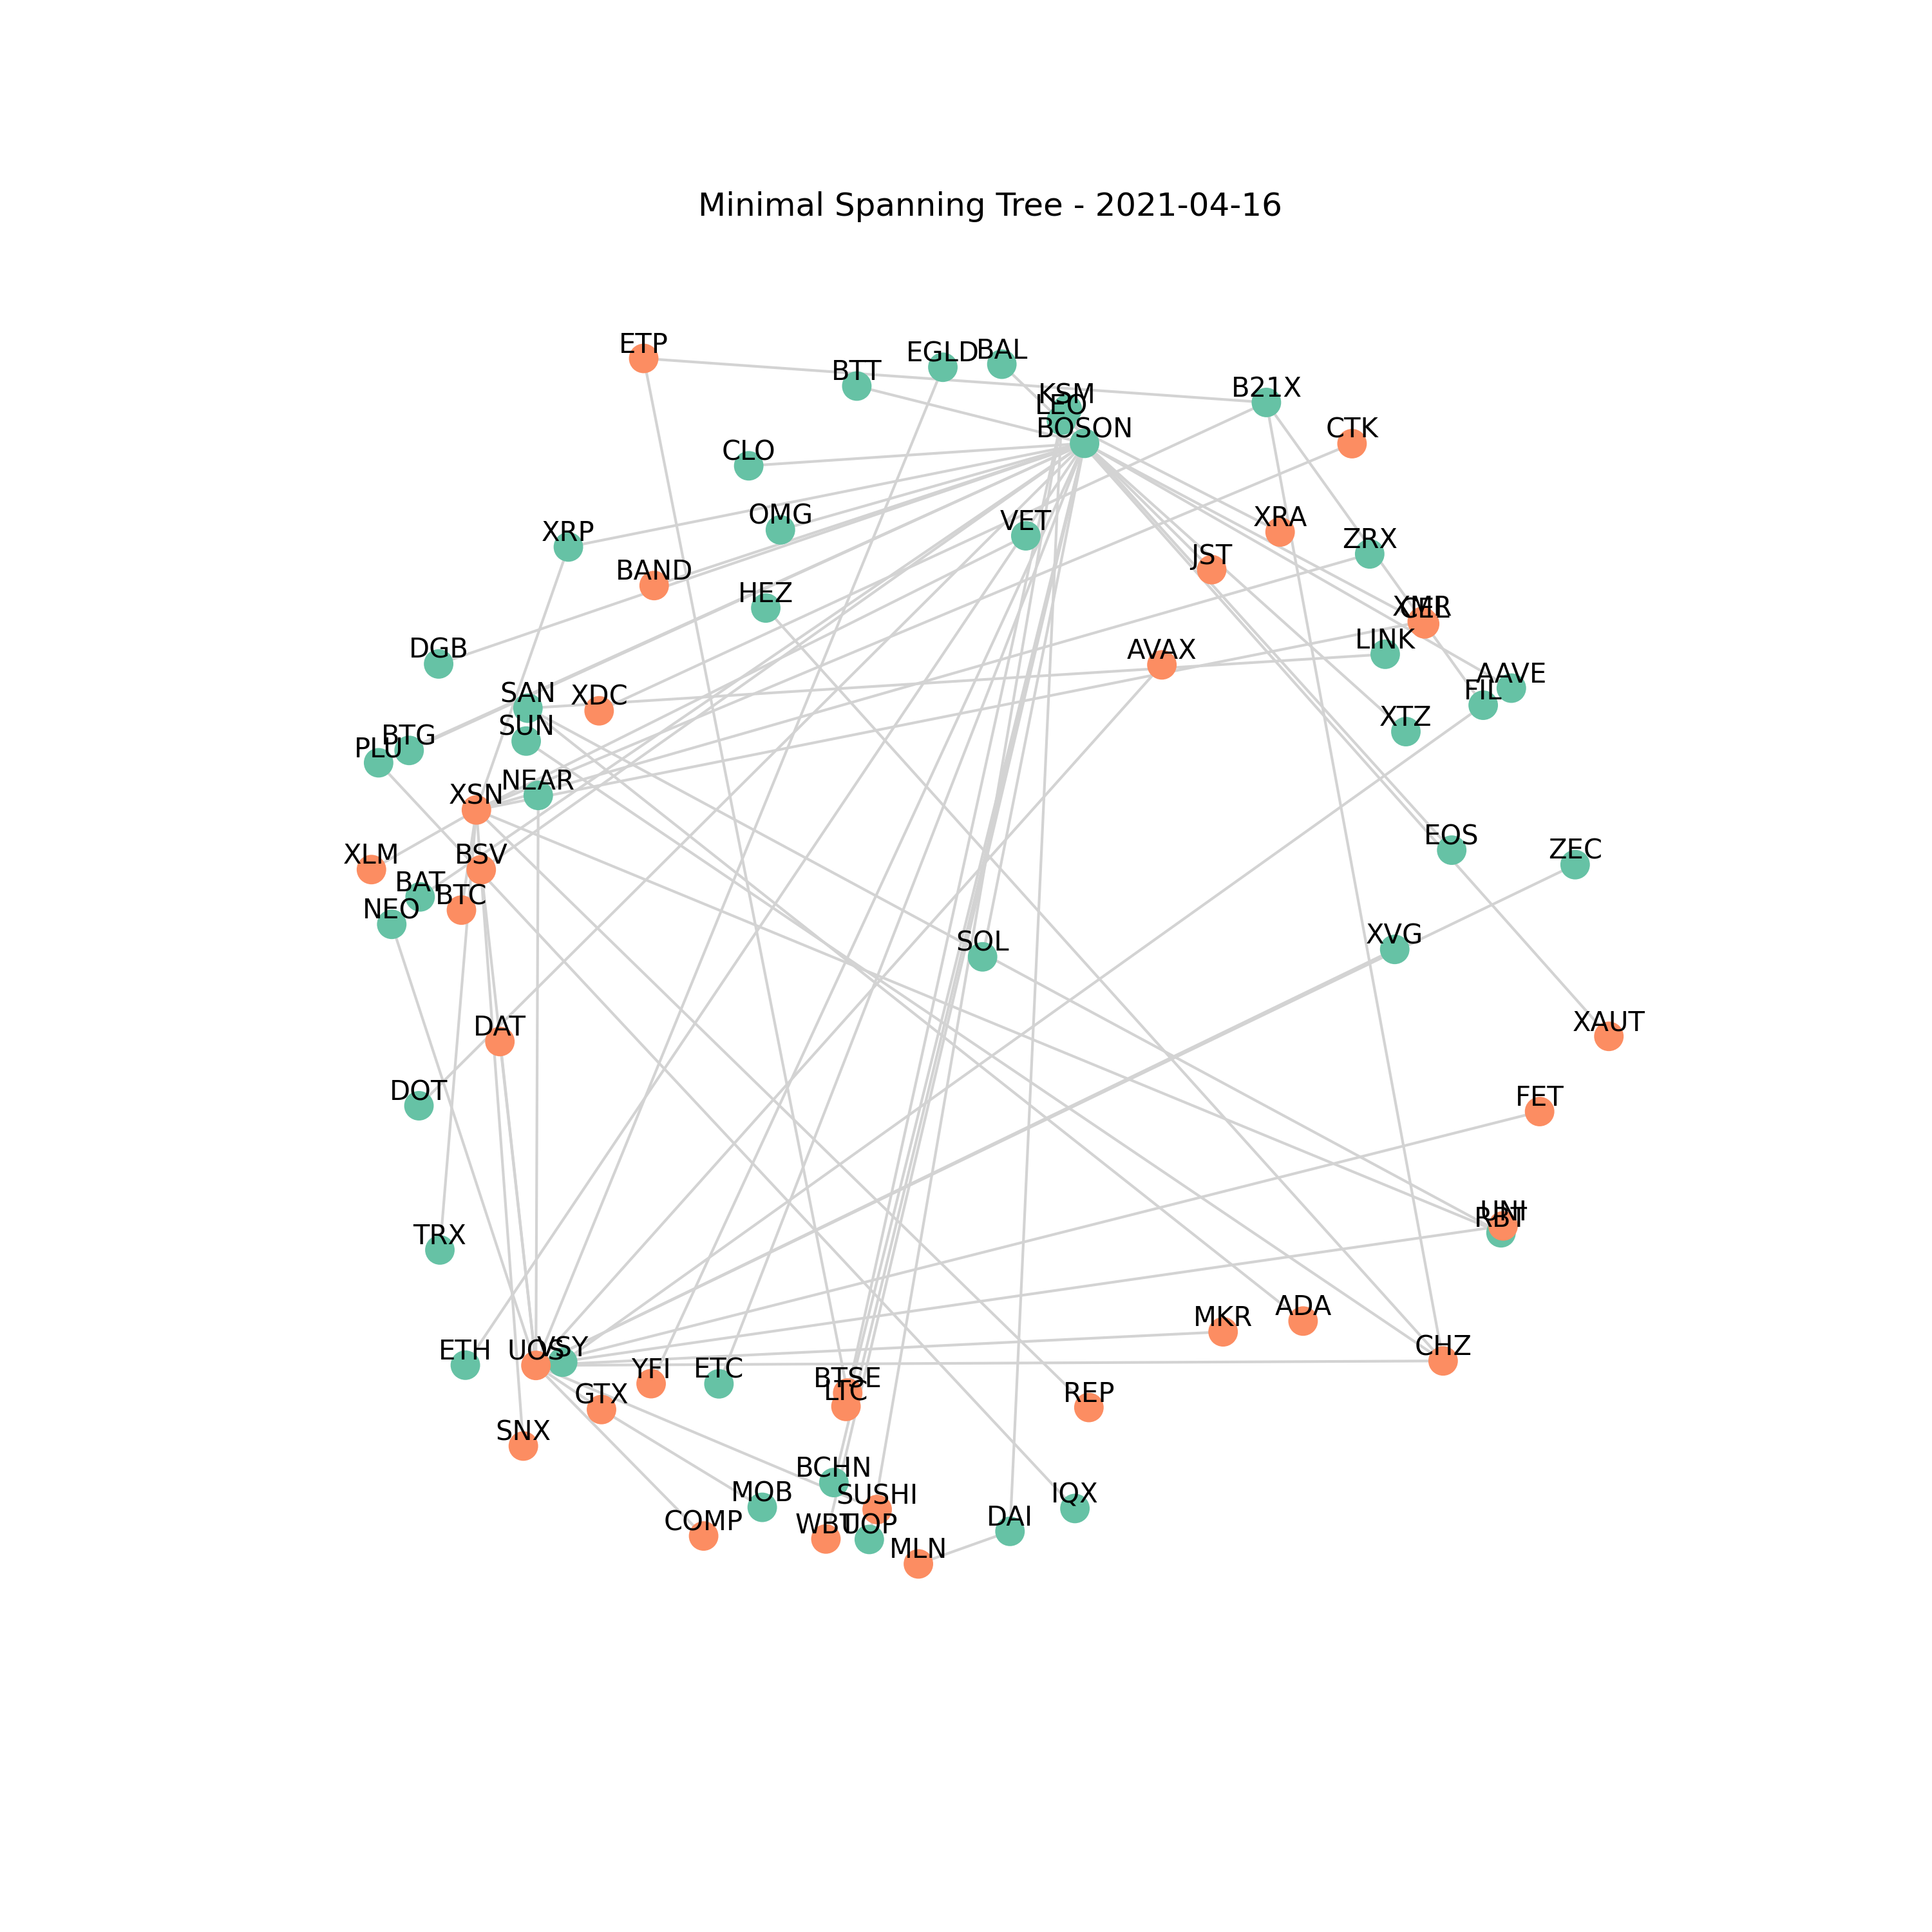 Minimal Spanning Tree - 2021-04-16
ETP
EGLD
BAL
BTT
B21X
KSM
LEO
BOSON
CTK
CLO
OMG
VET
XRA
XRP
ZRX
JST
BAND
HEZ
XMR
CEL
LINK
DGB
AVAX
AAVE
SAN
XDC
FIL
XTZ
SUN
BTG
PLU
NEAR
XSN
EOS
ZEC
XLM
BSV
BAT
BTC
NEO
XVG
SOL
XAUT
DAT
DOT
FET
UNI
RBT
TRX
ADA
MKR
CHZ
ETH
UOS
VSY
YFI
ETC
BTSE
LTC
GTX
REP
SNX
BCHN
MOB
SUSHI
IQX
COMP
WBT
UOP
DAI
MLN